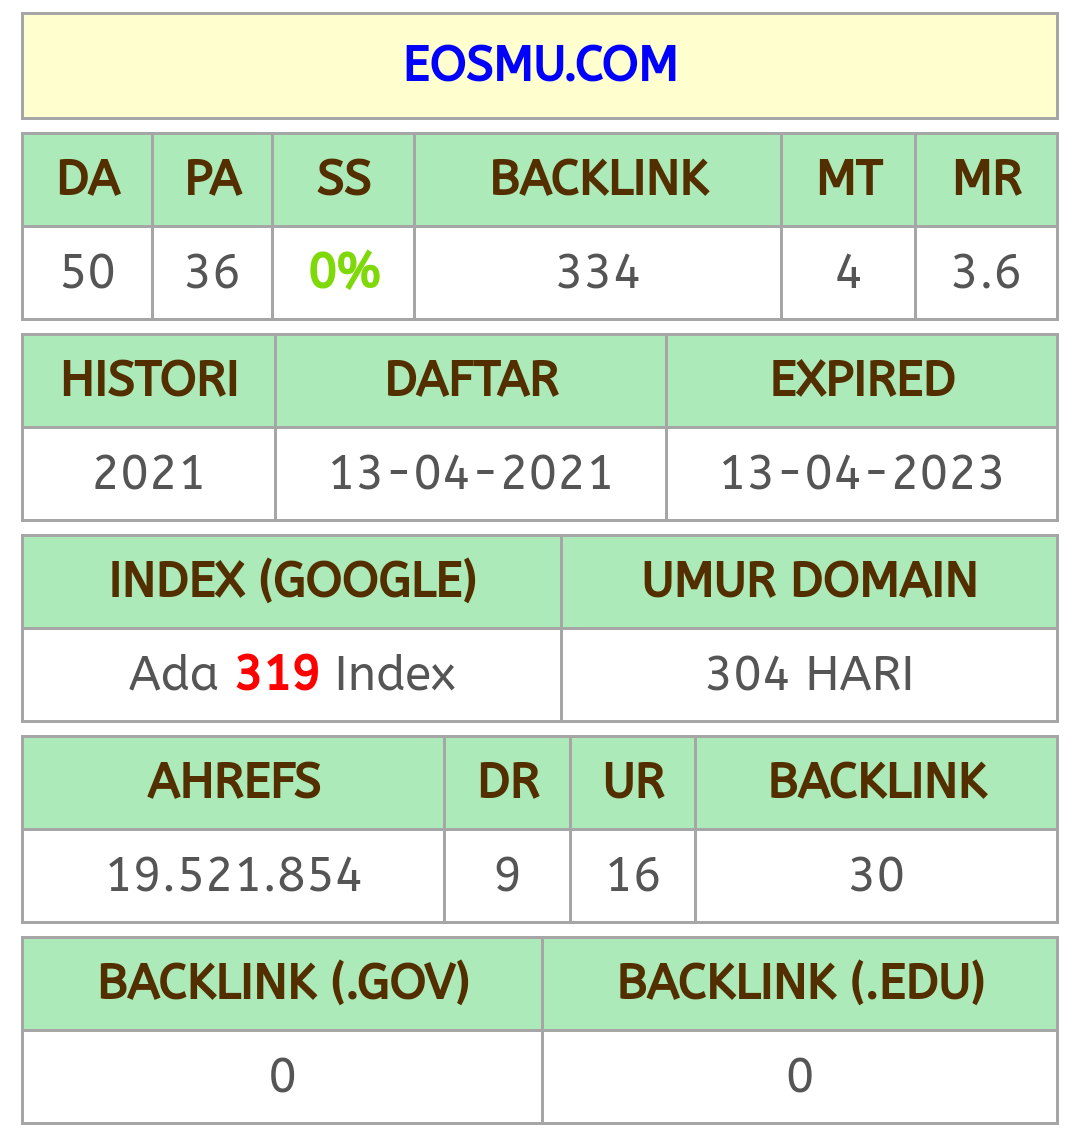 EOSMU.COM
DA PA SS BACKLINK MT MR
50 36 0% 334 4 3.6
HISTORI DAFTAR EXPIRED
2021 13-04-2021 13-04-2023
INDEX (GOOGLE) UMUR DOMAIN
Ada 319 Index 304 HARI
AHREFS DR UR BACKLINK
19.521.854 9 16 30
BACKLINK (.GOV) BACKLINK (.EDU)
0 0